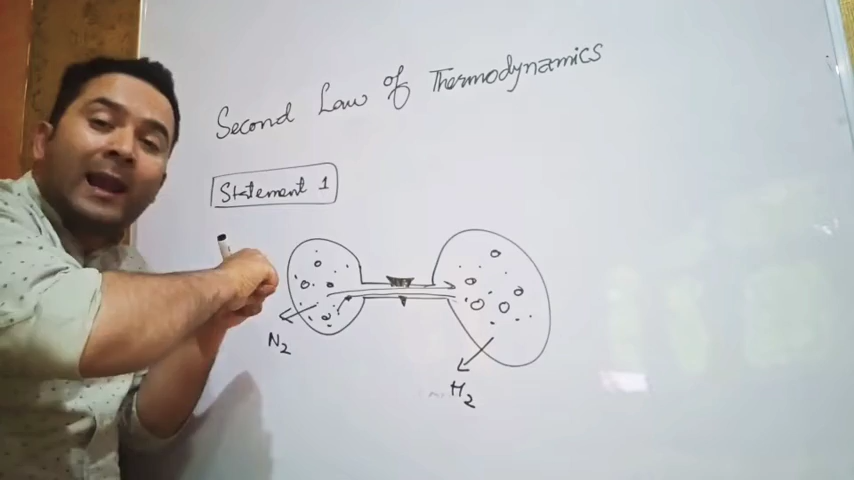 Second Law of Thermodynamics
Statement 1
N2
H2